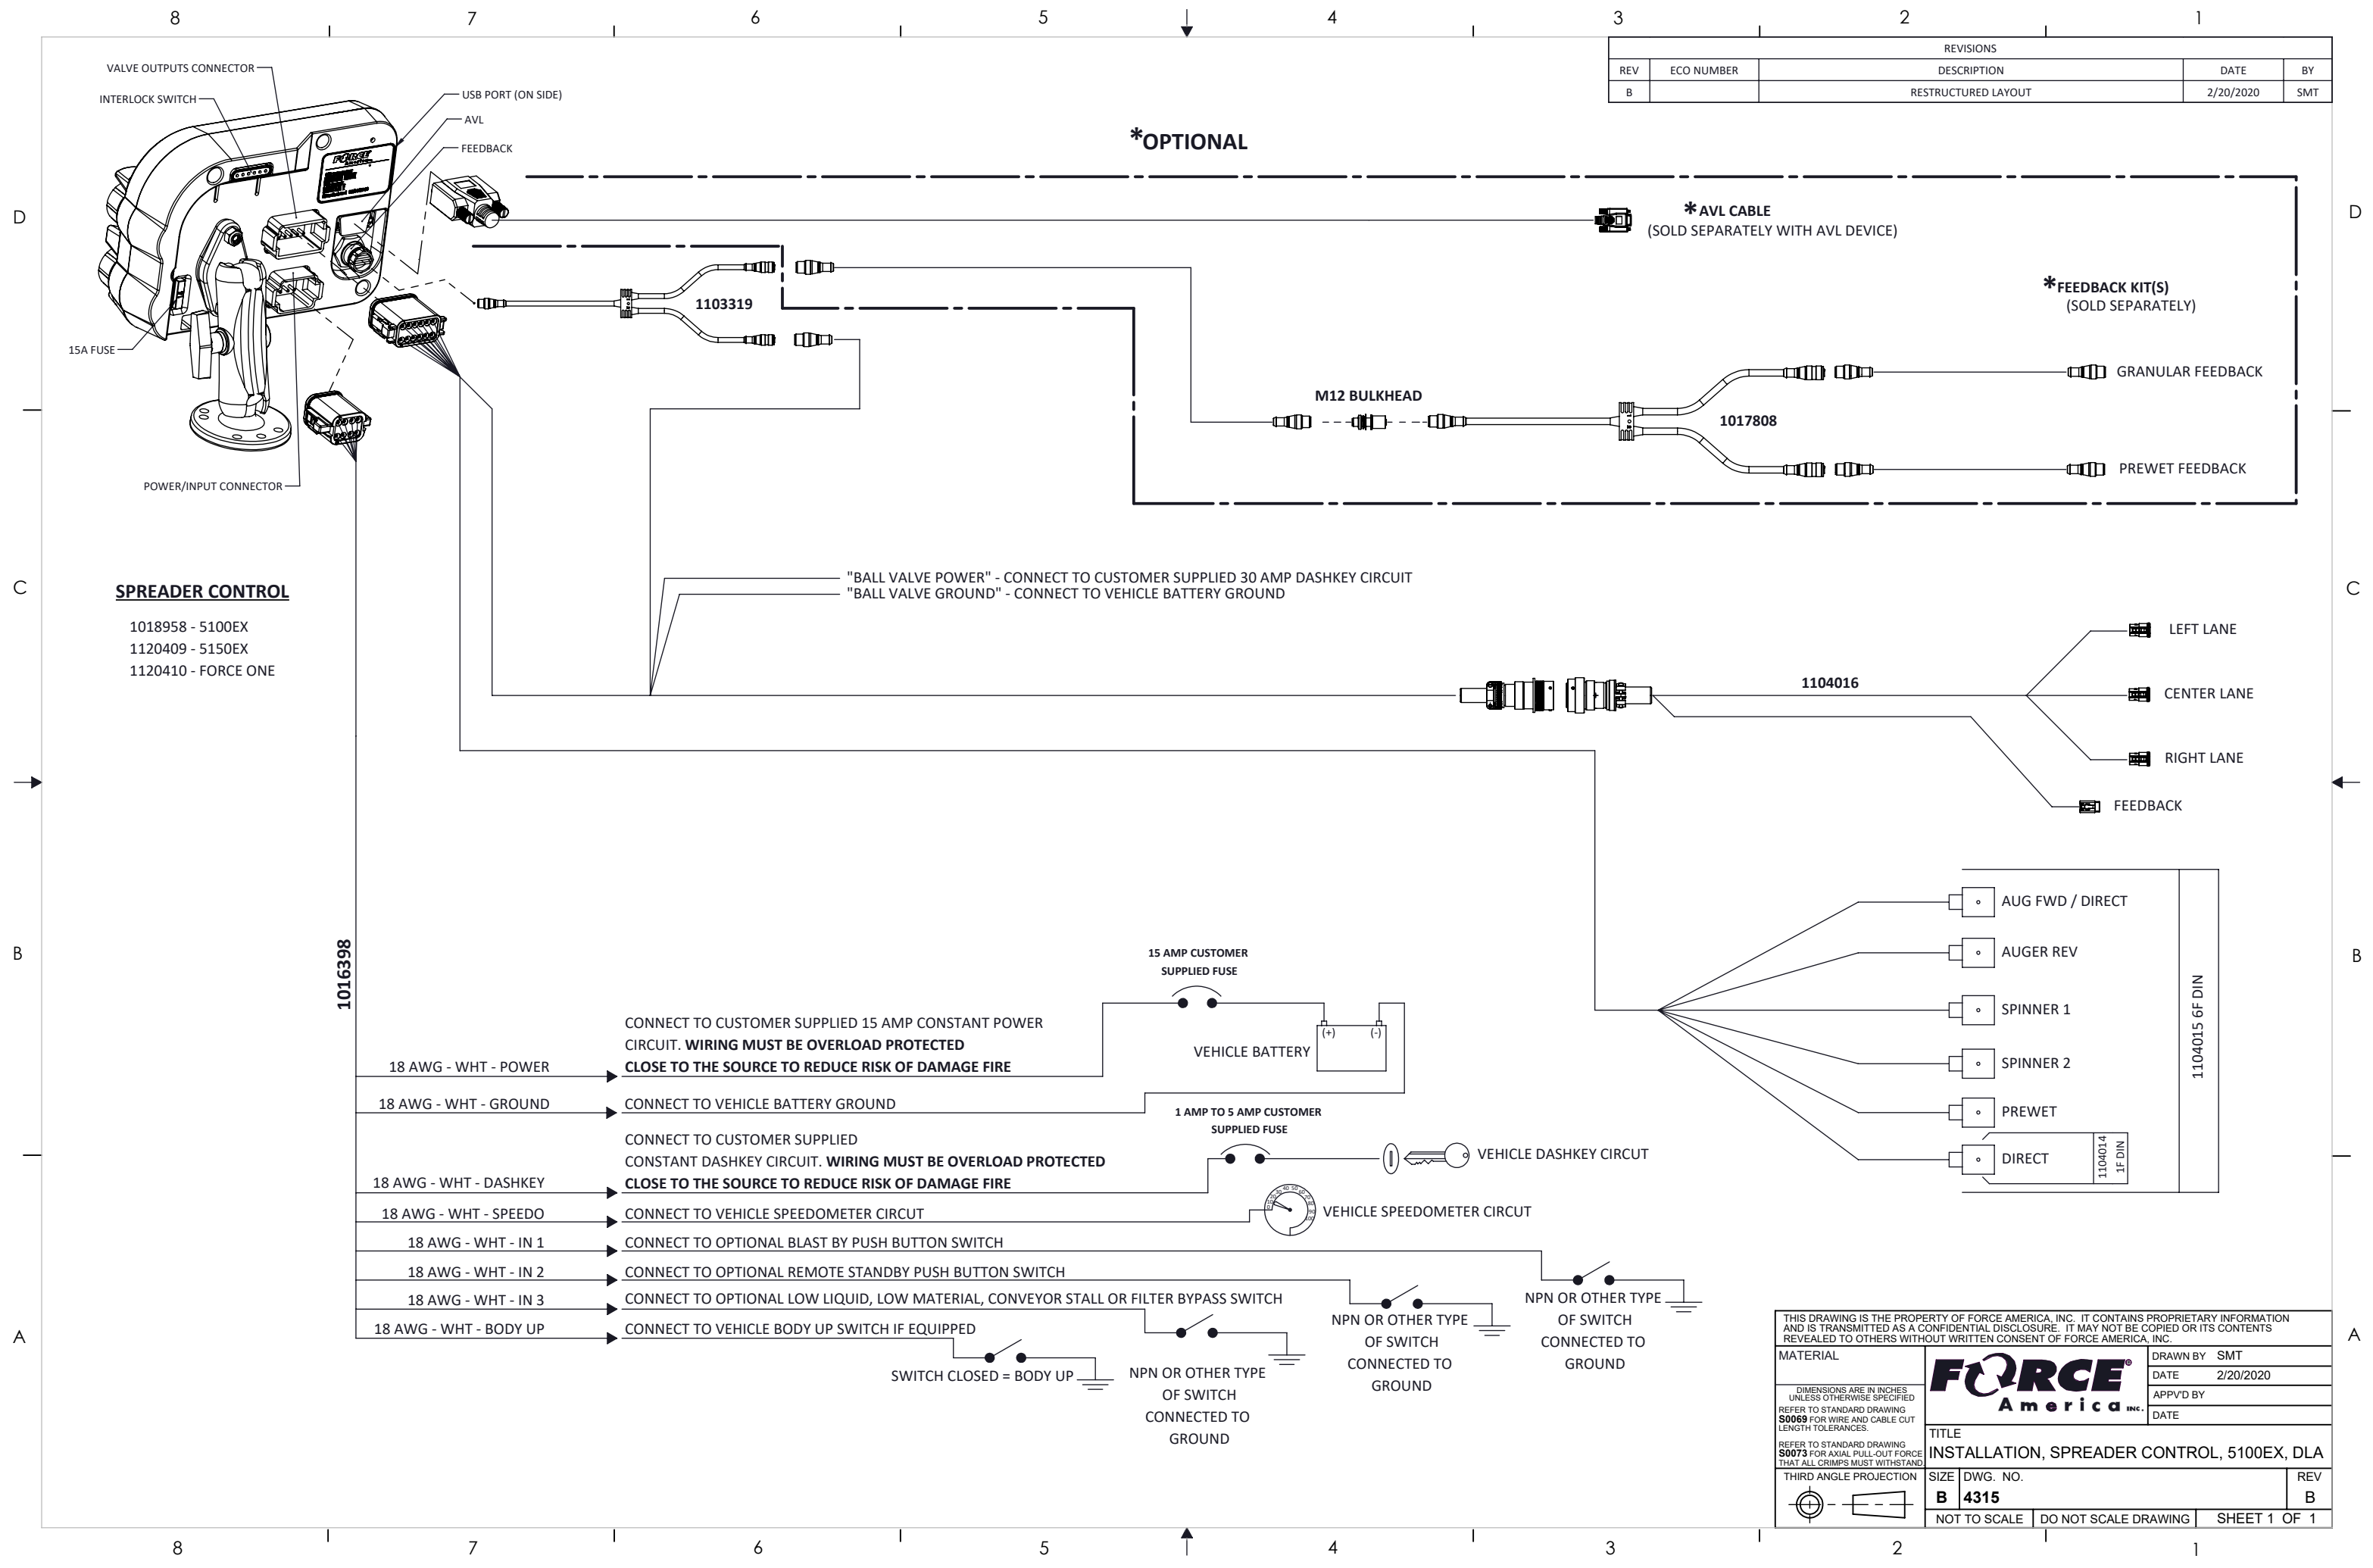 8 7 6 5 4 3 2 1
REVISIONS
REV ECO NUMBER DESCRIPTION DATE BY
B RESTRUCTURED LAYOUT 2/20/2020 SMT
VALVE OUTPUTS CONNECTOR
INTERLOCK SWITCH
USB PORT (ON SIDE)
AVL
FEEDBACK
FORCE
15A FUSE
POWER/INPUT CONNECTOR
*OPTIONAL
D
D
*AVL CABLE
(SOLD SEPARATELY WITH AVL DEVICE)
1103319
*FEEDBACK KIT(S)
(SOLD SEPARATELY)
GRANULAR FEEDBACK
M12 BULKHEAD
1017808
PREWET FEEDBACK
C
C
SPREADER CONTROL
1018958 - 5100EX
1120409 - 5150EX
1120410 - FORCE ONE
"BALL VALVE POWER" - CONNECT TO CUSTOMER SUPPLIED 30 AMP DASHKEY CIRCUIT
"BALL VALVE GROUND" - CONNECT TO VEHICLE BATTERY GROUND
1104016
LEFT LANE
CENTER LANE
RIGHT LANE
FEEDBACK
B
B
AUG FWD / DIRECT
AUGER REV
SPINNER 1
SPINNER 2
PREWET
DIRECT
1104014
1F DIN
1104015 6F DIN
1016398
15 AMP CUSTOMER
SUPPLIED FUSE
CONNECT TO CUSTOMER SUPPLIED 15 AMP CONSTANT POWER
CIRCUIT. WIRING MUST BE OVERLOAD PROTECTED
CLOSE TO THE SOURCE TO REDUCE RISK OF DAMAGE FIRE
18 AWG - WHT - POWER
(+) (-)
VEHICLE BATTERY
18 AWG - WHT - GROUND
CONNECT TO VEHICLE BATTERY GROUND
1 AMP TO 5 AMP CUSTOMER
SUPPLIED FUSE
CONNECT TO CUSTOMER SUPPLIED
CONSTANT DASHKEY CIRCUIT. WIRING MUST BE OVERLOAD PROTECTED
CLOSE TO THE SOURCE TO REDUCE RISK OF DAMAGE FIRE
18 AWG - WHT - DASHKEY
VEHICLE DASHKEY CIRCUT
18 AWG - WHT - SPEEDO
CONNECT TO VEHICLE SPEEDOMETER CIRCUT
VEHICLE SPEEDOMETER CIRCUT
18 AWG - WHT - IN 1
CONNECT TO OPTIONAL BLAST BY PUSH BUTTON SWITCH
18 AWG - WHT - IN 2
CONNECT TO OPTIONAL REMOTE STANDBY PUSH BUTTON SWITCH
18 AWG - WHT - IN 3
CONNECT TO OPTIONAL LOW LIQUID, LOW MATERIAL, CONVEYOR STALL OR FILTER BYPASS SWITCH
18 AWG - WHT - BODY UP
CONNECT TO VEHICLE BODY UP SWITCH IF EQUIPPED
SWITCH CLOSED = BODY UP
NPN OR OTHER TYPE
OF SWITCH
CONNECTED TO
GROUND
NPN OR OTHER TYPE
OF SWITCH
CONNECTED TO
GROUND
NPN OR OTHER TYPE
OF SWITCH
CONNECTED TO
GROUND
A
A
THIS DRAWING IS THE PROPERTY OF FORCE AMERICA, INC. IT CONTAINS PROPRIETARY INFORMATION
AND IS TRANSMITTED AS A CONFIDENTIAL DISCLOSURE. IT MAY NOT BE COPIED OR ITS CONTENTS
REVEALED TO OTHERS WITHOUT WRITTEN CONSENT OF FORCE AMERICA, INC.
MATERIAL
DIMENSIONS ARE IN INCHES
UNLESS OTHERWISE SPECIFIED
REFER TO STANDARD DRAWING
S0069 FOR WIRE AND CABLE CUT
LENGTH TOLERANCES.
REFER TO STANDARD DRAWING
S0073 FOR AXIAL PULL-OUT FORCE
THAT ALL CRIMPS MUST WITHSTAND.
THIRD ANGLE PROJECTION
FORCE®
America INC.
DRAWN BY SMT
DATE 2/20/2020
APPV'D BY
DATE
TITLE
INSTALLATION, SPREADER CONTROL, 5100EX, DLA
SIZE DWG. NO. REV
B 4315 B
NOT TO SCALE DO NOT SCALE DRAWING SHEET 1 OF 1
8 7 6 5 4 3 2 1